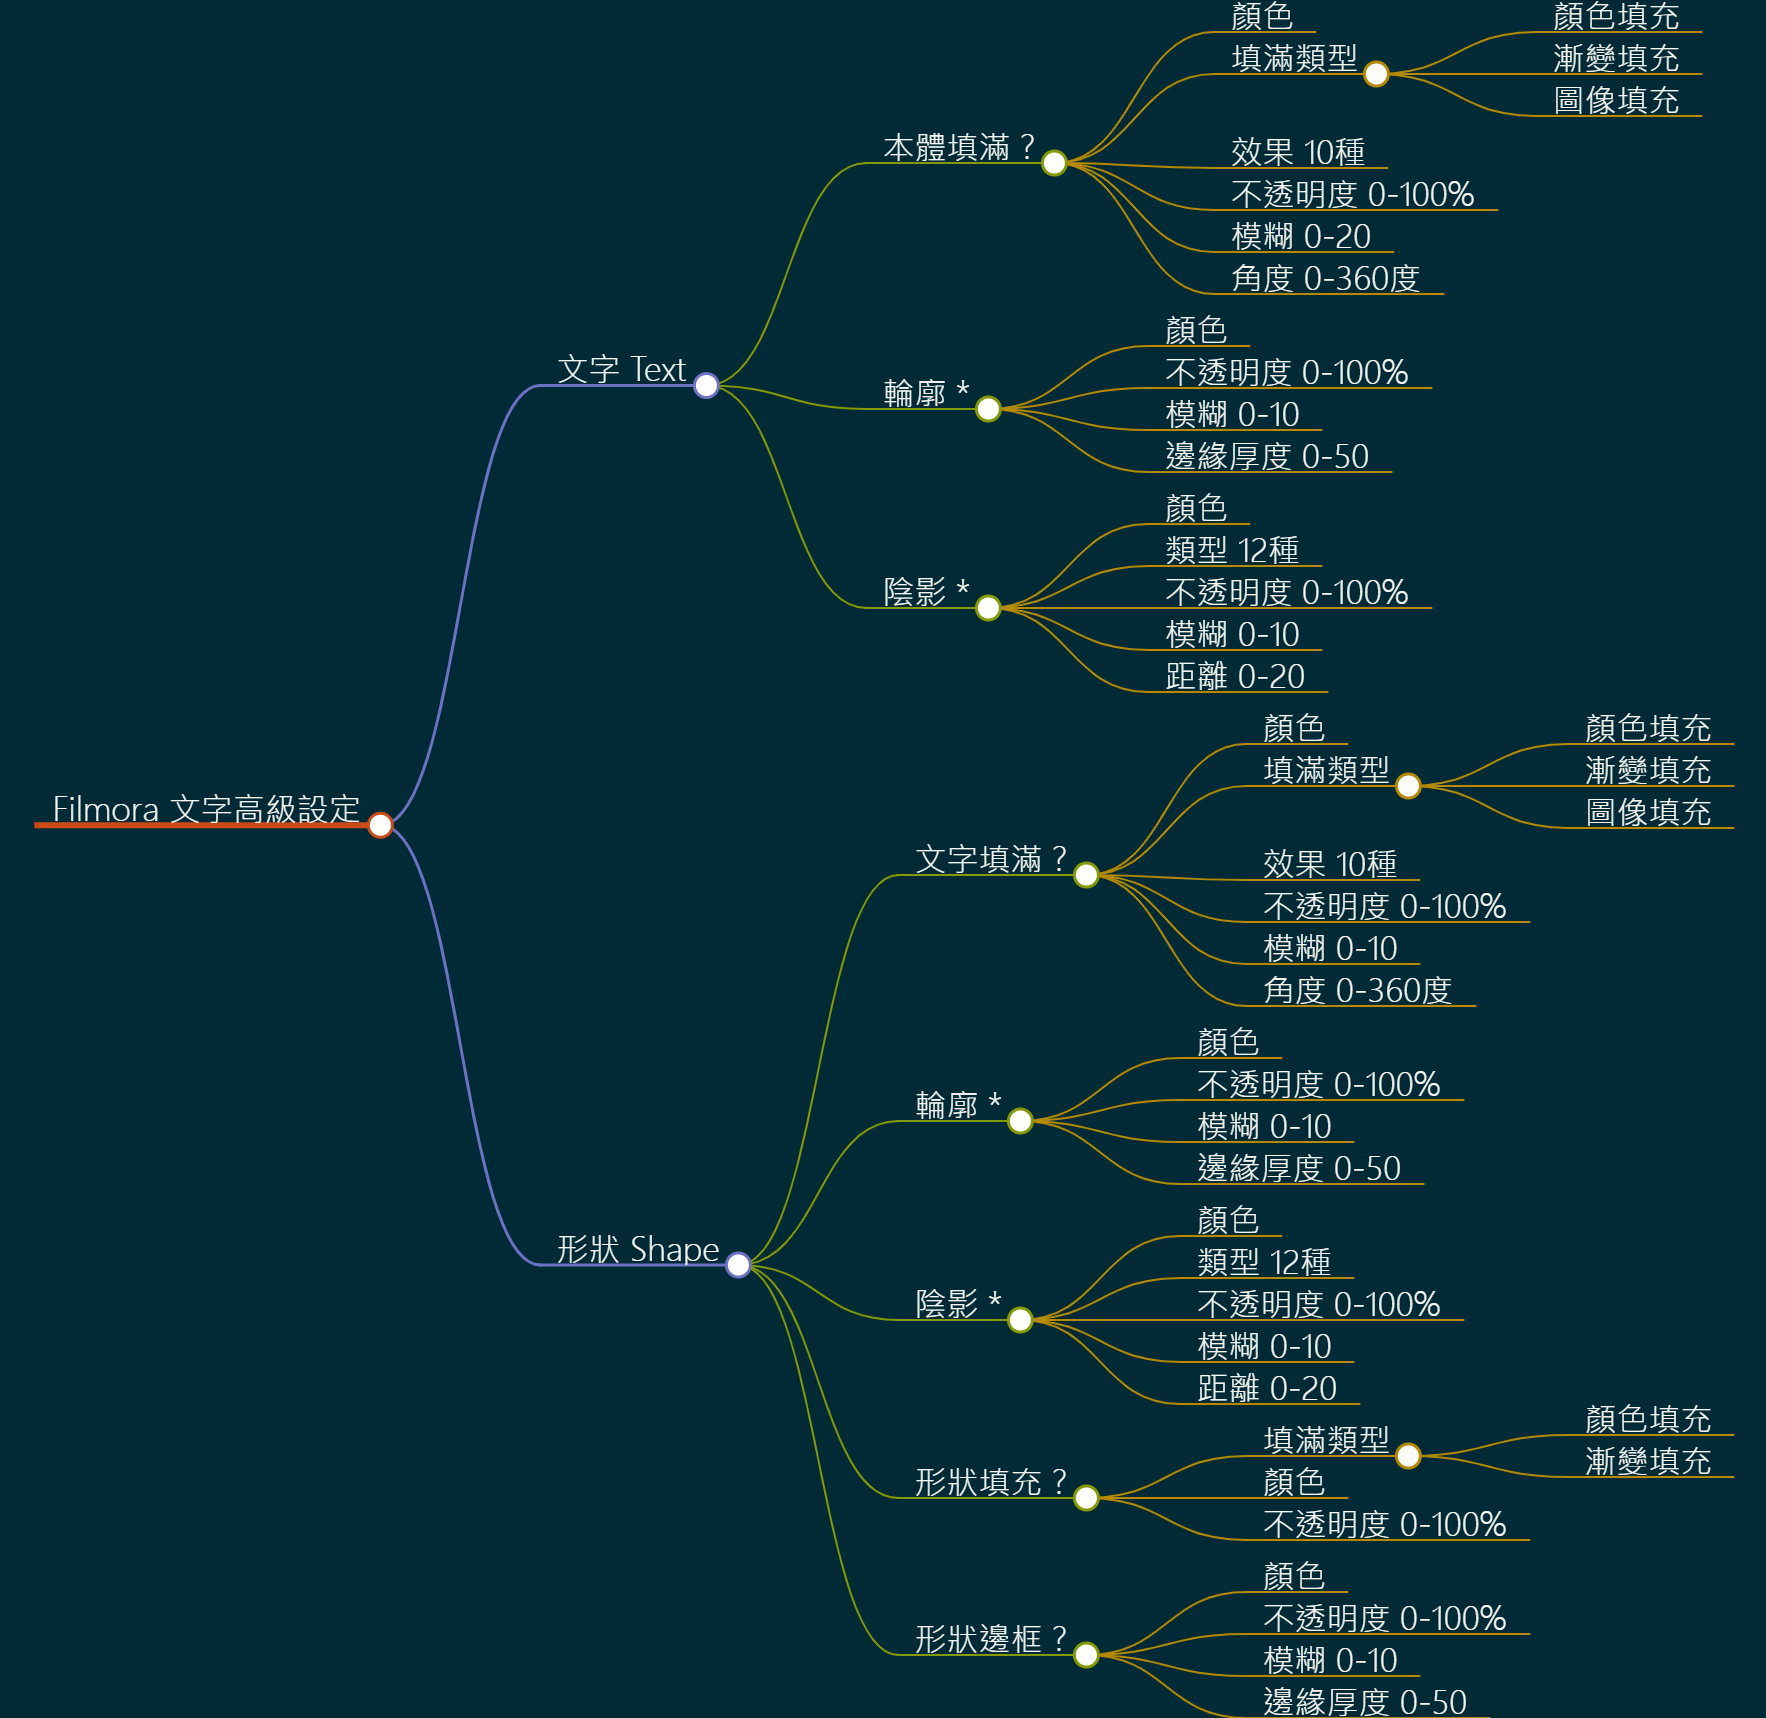 Filmora 文字高級設定
文字 Text
本體填滿？
顏色
填滿類型
顏色填充
漸變填充
圖像填充
效果 10種
不透明度 0-100%
模糊 0-20
角度 0-360度
輪廓 *
顏色
不透明度 0-100%
模糊 0-10
邊緣厚度 0-50
陰影 *
顏色
類型 12種
不透明度 0-100%
模糊 0-10
距離 0-20
形狀 Shape
文字填滿？
顏色
填滿類型
顏色填充
漸變填充
圖像填充
效果 10種
不透明度 0-100%
模糊 0-10
角度 0-360度
輪廓 *
顏色
不透明度 0-100%
模糊 0-10
邊緣厚度 0-50
陰影 *
顏色
類型 12種
不透明度 0-100%
模糊 0-10
距離 0-20
形狀填充？
填滿類型
顏色填充
漸變填充
顏色
不透明度 0-100%
形狀邊框？
顏色
不透明度 0-100%
模糊 0-10
邊緣厚度 0-50